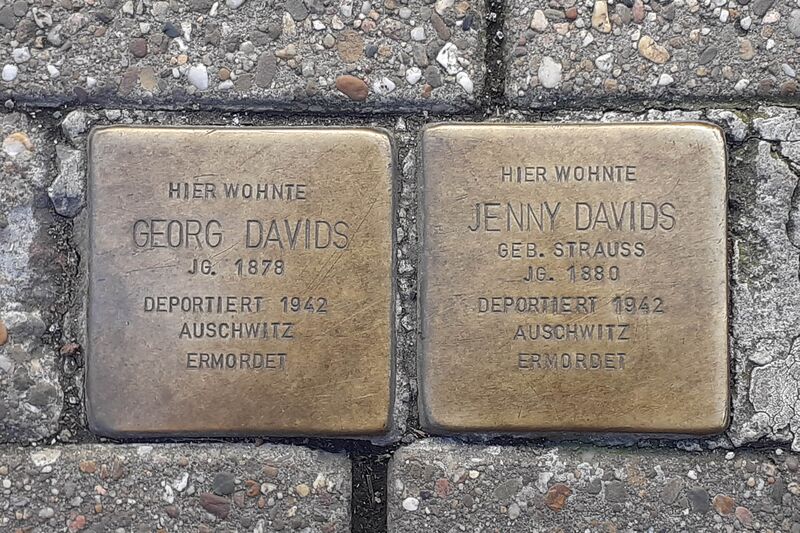 HIER WOHNTE
GEORG DAVIDS
JG. 1878
DEPORTIERT 1942
AUSCHWITZ
ERMORDET
HIER WOHNTE
JENNY DAVIDS
GEB. STRAUSS
JG. 1880
DEPORTIERT 1942
AUSCHWITZ
ERMORDET